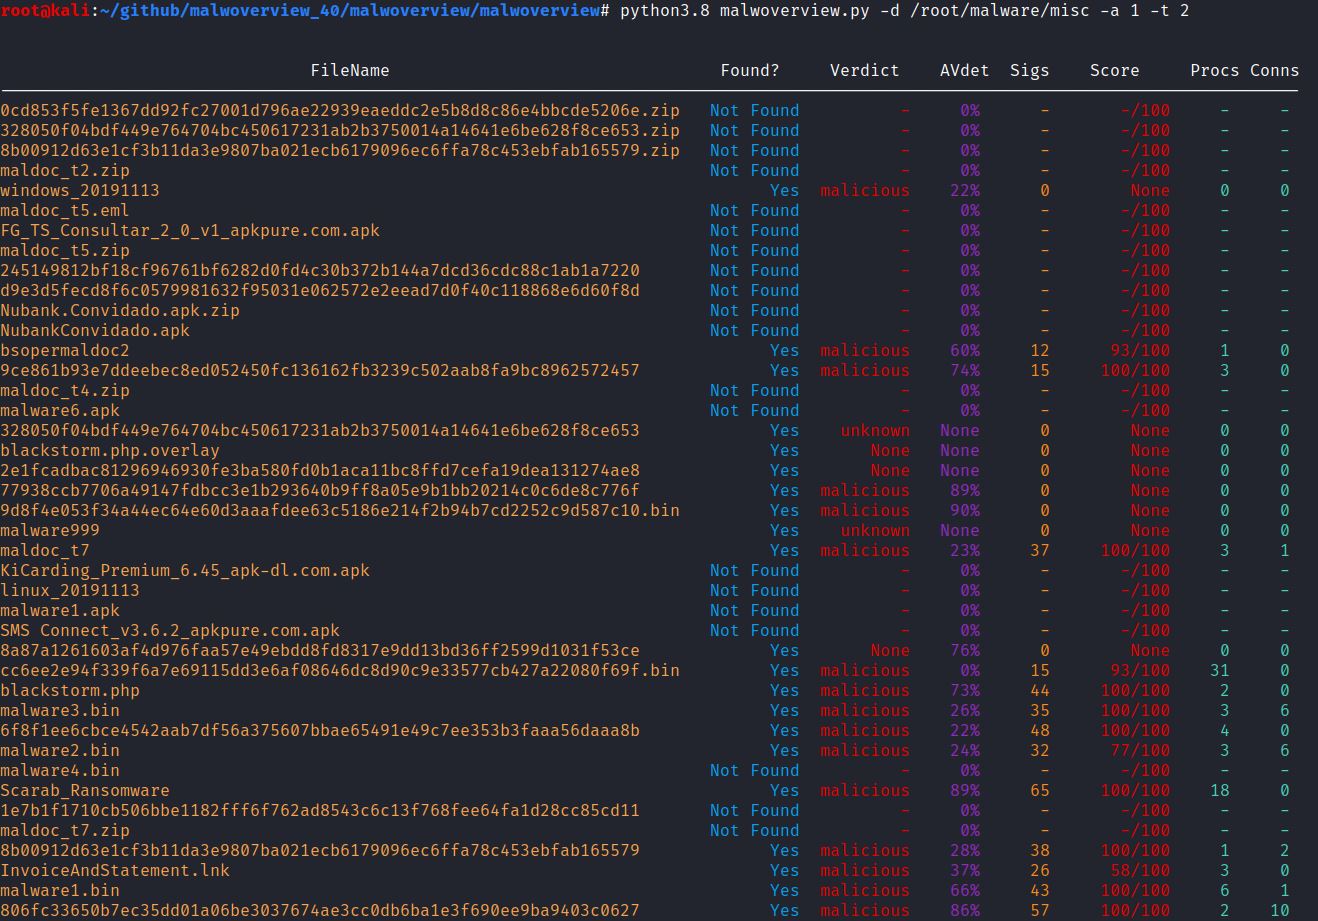 root@kali:~/github/malwoverview_40/malwoverview/malwoverview# python3.8 malwoverview.py -d /root/malware/misc -a 1 -t 2
FileName Found? Verdict AVdet Sigs Score Procs Conns
0cd853f5fe1367dd92fc27001d796ae22939eaeddc2e5b8d8c86e4bbcde5206e.zip Not Found - 0% - -/100 - -
328050f04bdf449e764704bc450617231ab2b3750014a14641e6be628f8ce653.zip Not Found - 0% - -/100 - -
8b00912d63e1cf3b11da3e9807ba021ecb6179096ec6ffa78c453ebfab165579.zip Not Found - 0% - -/100 - -
maldoc_t2.zip Not Found - 0% - -/100 - -
windows_20191113 Yes malicious 22% 0 None 0 0
maldoc_t5.eml Not Found - 0% - -/100 - -
FG_TS_Consultar_2_0_v1_apkpure.com.apk Not Found - 0% - -/100 - -
maldoc_t5.zip Not Found - 0% - -/100 - -
245149812bf18cf96761bf6282d0fd4c30b372b144a7dcd36cdc88c1ab1a7220 Not Found - 0% - -/100 - -
d9e3d5fecd8f6c0579981632f95031e062572e2eead7d0f40c118868e6d60f8d Not Found - 0% - -/100 - -
Nubank.Convidado.apk.zip Not Found - 0% - -/100 - -
NubankConvidado.apk Not Found - 0% - -/100 - -
bsopermaldoc2 Yes malicious 60% 12 93/100 1 0
9ce861b93e7ddeebec8ed052450fc136162fb3239c502aab8fa9bc8962572457 Yes malicious 74% 15 100/100 3 0
maldoc_t4.zip Not Found - 0% - -/100 - -
malware6.apk Not Found - 0% - -/100 - -
328050f04bdf449e764704bc450617231ab2b3750014a14641e6be628f8ce653 Yes unknown None 0 None 0 0
blackstorm.php.overlay Yes None None 0 None 0 0
2e1fcadbac81296946930fe3ba580fd0b1aca11bc8ffd7cefa19dea131274ae8 Yes None None 0 None 0 0
77938ccb7706a49147fdbcc3e1b293640b9ff8a05e9b1bb20214c0c6de8c776f Yes malicious 89% 0 None 0 0
9d8f4e053f34a44ec64e60d3aaafdee63c5186e214f2b94b7cd2252c9d587c10.bin Yes malicious 90% 0 None 0 0
malware999 Yes unknown None 0 None 0 0
maldoc_t7 Yes malicious 23% 37 100/100 3 1
KiCarding_Premium_6.45_apk-dl.com.apk Not Found - 0% - -/100 - -
linux_20191113 Not Found - 0% - -/100 - -
malware1.apk Not Found - 0% - -/100 - -
SMS Connect_v3.6.2_apkpure.com.apk Not Found - 0% - -/100 - -
8a87a1261603af4d976faa57e49ebdd8fd8317e9dd13bd36ff2599d1031f53ce Yes None 76% 0 None 0 0
cc6ee2e94f339f6a7e69115dd3e6af08646dc8d90c9e33577cb427a22080f69f.bin Yes malicious 0% 15 93/100 31 0
blackstorm.php Yes malicious 73% 44 100/100 2 0
malware3.bin Yes malicious 26% 35 100/100 3 6
6f8f1ee6cbce4542aab7df56a375607bbae65491e49c7ee353b3faaa56daaa8b Yes malicious 22% 48 100/100 4 0
malware2.bin Yes malicious 24% 32 77/100 3 6
malware4.bin Not Found - 0% - -/100 - -
Scarab_Ransomware Yes malicious 89% 65 100/100 18 0
1e7b1f1710cb506bbe1182fff6f762ad8543c6c13f768fee64fa1d28cc85cd11 Not Found - 0% - -/100 - -
maldoc_t7.zip Not Found - 0% - -/100 - -
8b00912d63e1cf3b11da3e9807ba021ecb6179096ec6ffa78c453ebfab165579 Yes malicious 28% 38 100/100 1 2
InvoiceAndStatement.lnk Yes malicious 37% 26 58/100 3 0
malware1.bin Yes malicious 66% 43 100/100 6 1
806fc33650b7ec35dd01a06be3037674ae3cc0db6ba1e3f690ee9ba9403c0627 Yes malicious 86% 57 100/100 2 10